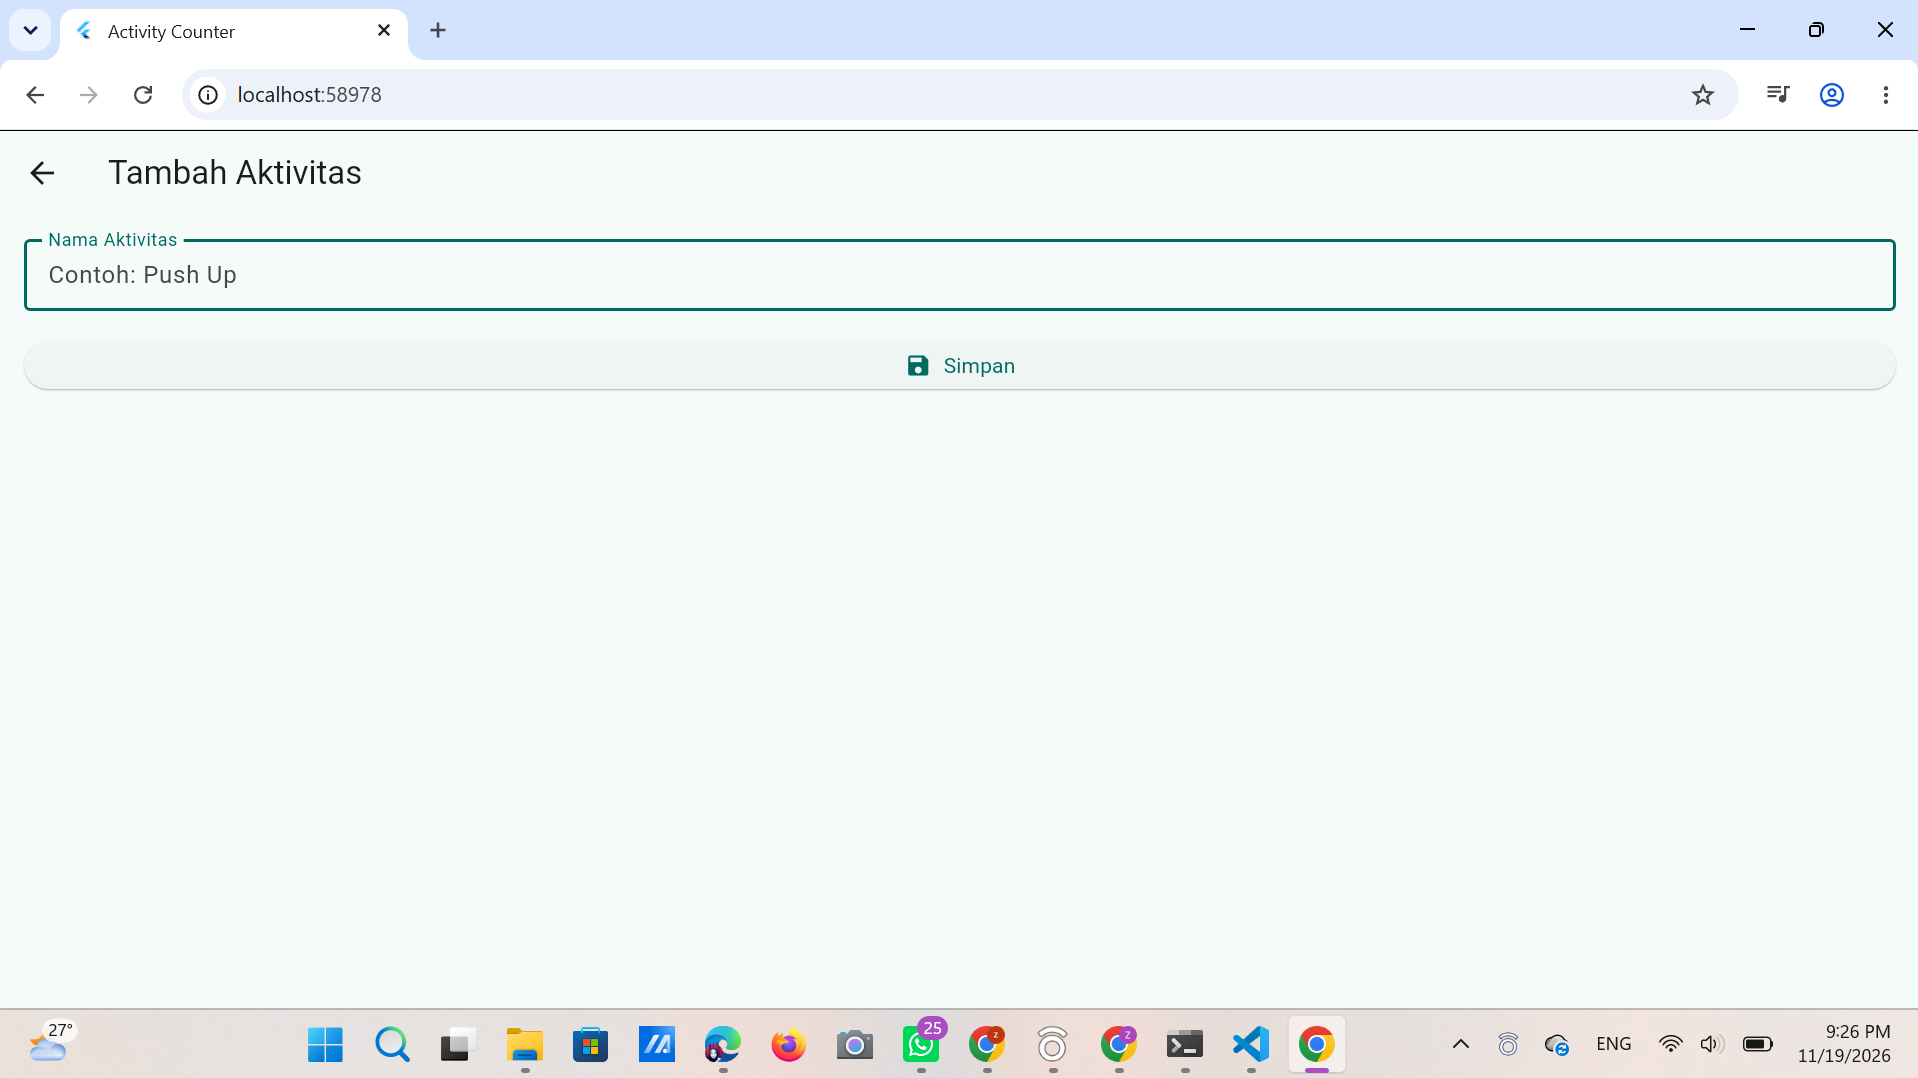 Activity Counter
localhost:58978
Tambah Aktivitas
Nama Aktivitas
Contoh: Push Up
Simpan
27°
25
z
z
ENG
9:26 PM
11/19/2026